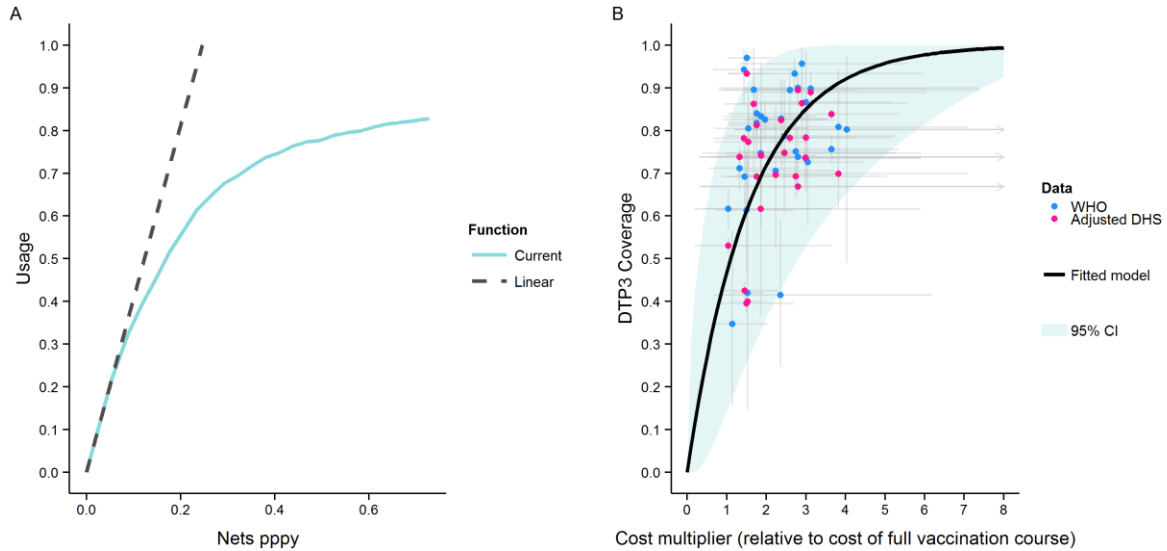 A
1.0
0.9
0.8
0.7
0.6
0.5
0.4
0.3
0.2
0.1
0.0
Usage
0.0 0.2 0.4 0.6
Nets pppy
Function
Current
Linear
B
1.0
0.9
0.8
0.7
0.6
0.5
0.4
0.3
0.2
0.1
0.0
DTP3 Coverage
0 1 2 3 4 5 6 7 8
Cost multiplier (relative to cost of full vaccination course)
Data
WHO
Adjusted DHS
Fitted model
95% CI